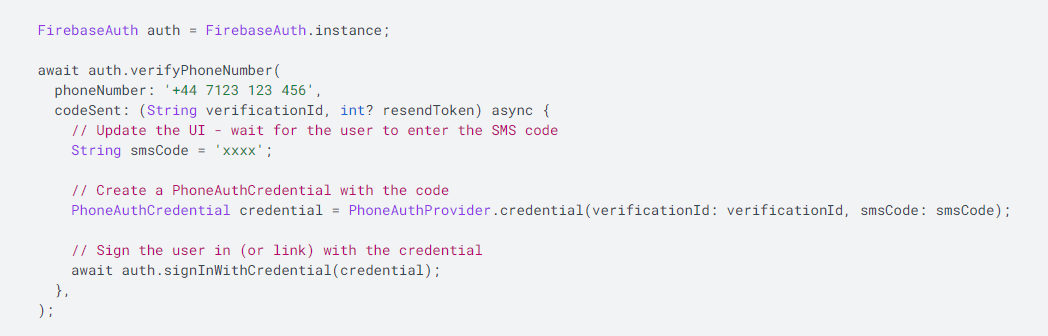 FirebaseAuth auth = FirebaseAuth.instance;
await auth.verifyPhoneNumber(
  phoneNumber: '+44 7123 123 456',
  codeSent: (String verificationId, int? resendToken) async {
    // Update the UI - wait for the user to enter the SMS code
    String smsCode = 'xxxx';
    // Create a PhoneAuthCredential with the code
    PhoneAuthCredential credential = PhoneAuthProvider.credential(verificationId: verificationId, smsCode: smsCode);
    // Sign the user in (or link) with the credential
    await auth.signInWithCredential(credential);
  },
);